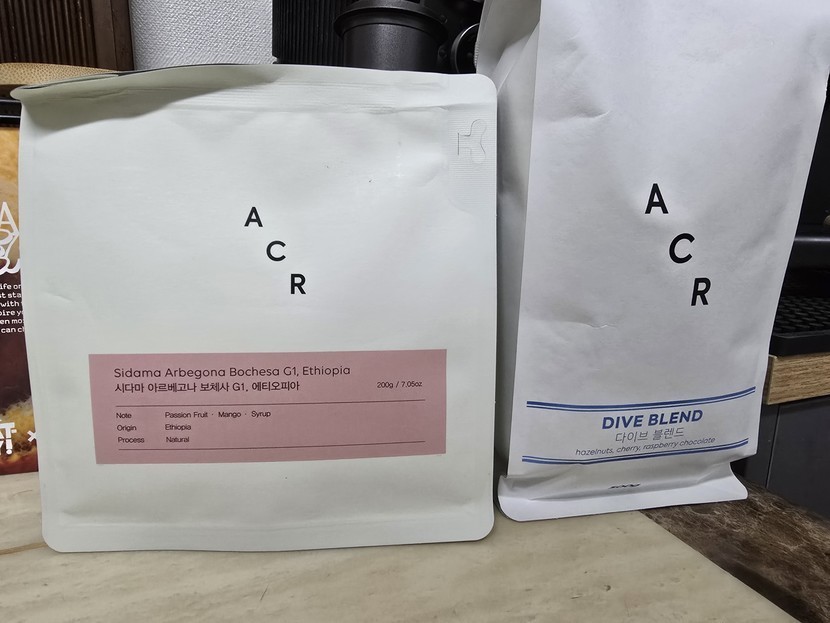 A
C
R
Sidama Arbegona Bochesa G1, Ethiopia
시다마 아르베고나 보체사 G1, 에티오피아
200g / 7.05oz
Note Passion Fruit · Mango · Syrup
Origin Ethiopia
Process Natural
A
C
R
DIVE BLEND
다이브 블렌드
hazelnuts, cherry, raspberry chocolate